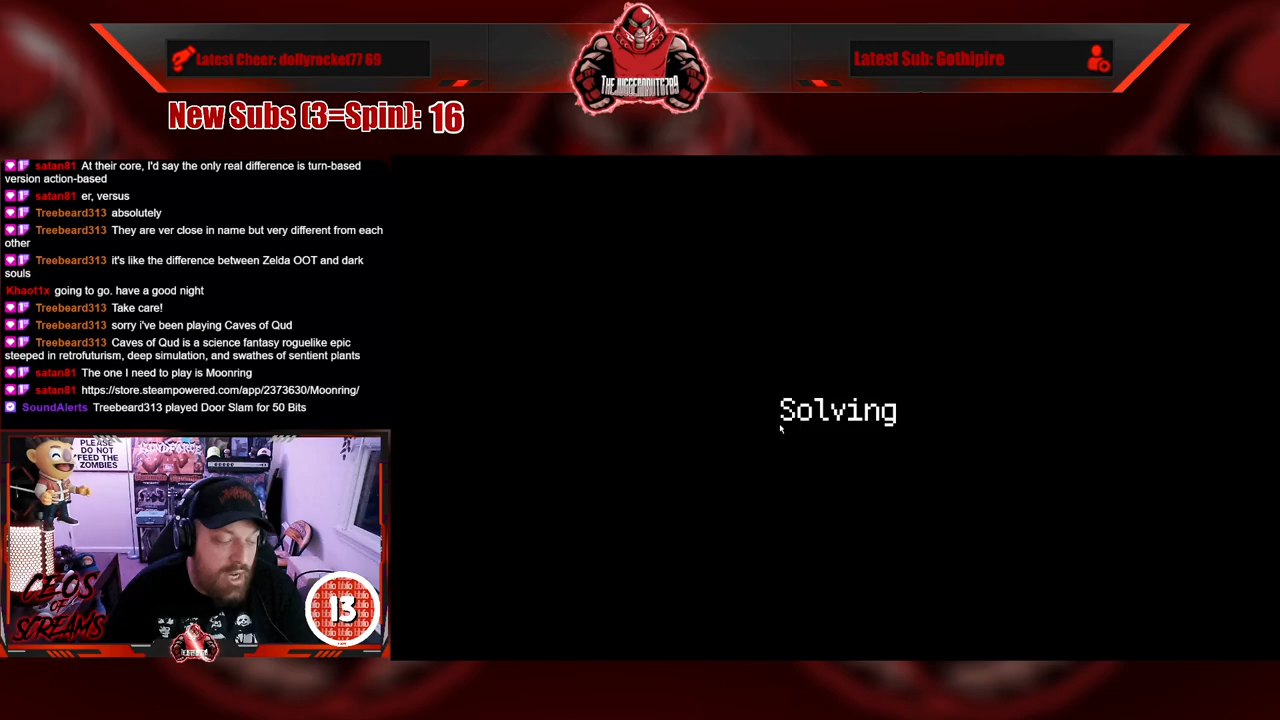 Latest Cheer: dollyrocket77 69
THEJUGGERNAUT6789
Latest Sub: Gothipire
New Subs (3=Spin): 16
satan81 At their core, I'd say the only real difference is turn-based
version action-based
satan81 er, versus
Treebeard313 absolutely
Treebeard313 They are ver close in name but very different from each
other
Treebeard313 it's like the difference between Zelda OOT and dark
souls
Khaot1x going to go. have a good night
Treebeard313 Take care!
Treebeard313 sorry i've been playing Caves of Qud
Treebeard313 Caves of Qud is a science fantasy roguelike epic
steeped in retrofuturism, deep simulation, and swathes of sentient plants
satan81 The one I need to play is Moonring
satan81 https://store.steampowered.com/app/2373630/Moonring/
SoundAlerts Treebeard313 played Door Slam for 50 Bits
Solving
PLEASE
DO NOT
FEED THE
ZOMBIES
CEOS
OF
SCREAMS
13